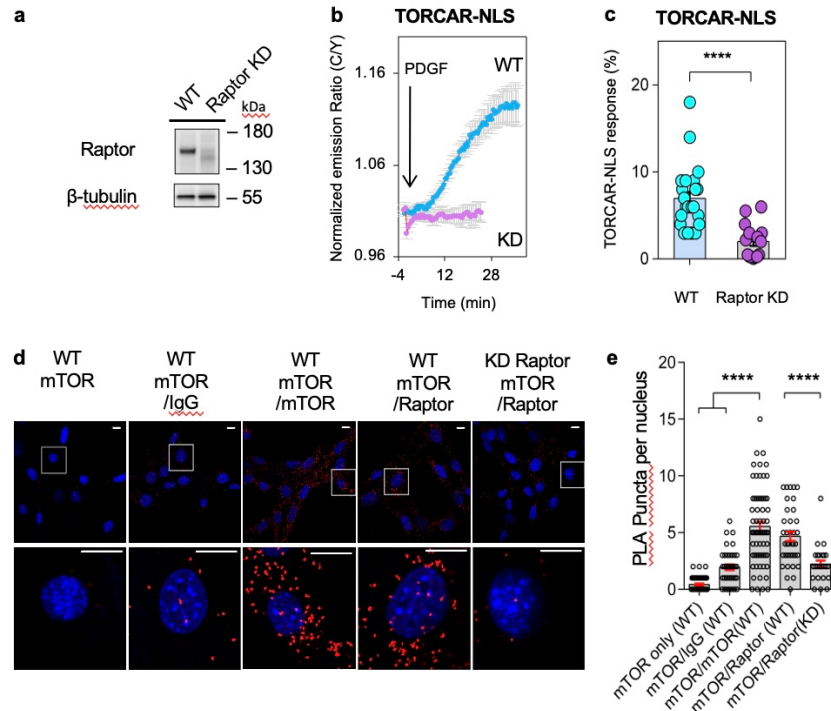 a
WT
Raptor KD
kDa
Raptor
– 180
– 130
β-tubulin
– 55
b
TORCAR-NLS
Normalized emission Ratio (C/Y)
1.16
1.06
0.96
PDGF
WT
KD
-4
12
28
Time (min)
c
TORCAR-NLS
TORCAR-NLS response (%)
20
10
0
****
WT
Raptor KD
d
WT
mTOR
WT
mTOR
/IgG
WT
mTOR
/mTOR
WT
mTOR
/Raptor
KD Raptor
mTOR
/Raptor
e
PLA Puncta per nucleus
20
15
10
5
0
****
****
mTOR only (WT)
mTOR/IgG (WT)
mTOR/mTOR(WT)
mTOR/Raptor (WT)
mTOR/Raptor(KD)